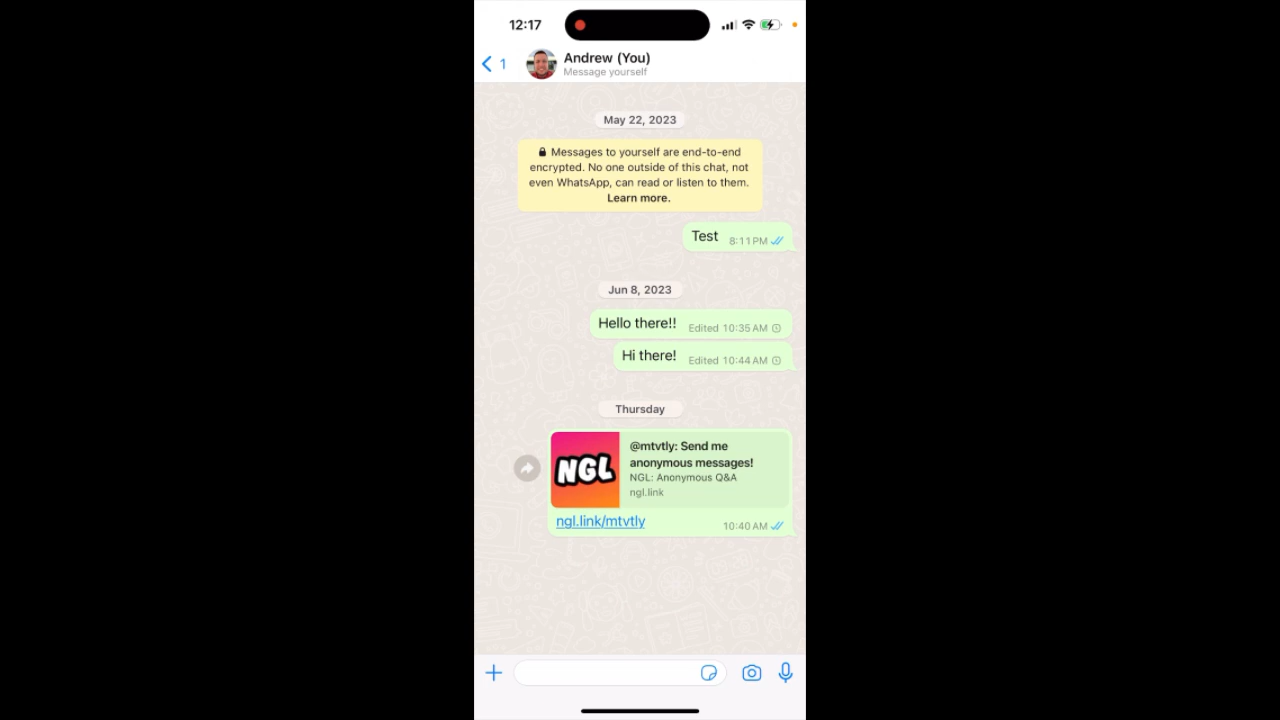 12:17
1
Andrew (You)
Message yourself
May 22, 2023
Messages to yourself are end-to-end
encrypted. No one outside of this chat, not
even WhatsApp, can read or listen to them.
Learn more.
Test 8:11 PM
Jun 8, 2023
Hello there!! Edited 10:35 AM
Hi there! Edited 10:44 AM
Thursday
NGL
@mtvtly: Send me
anonymous messages!
NGL: Anonymous Q&A
ngl.link
ngl.link/mtvtly 10:40 AM